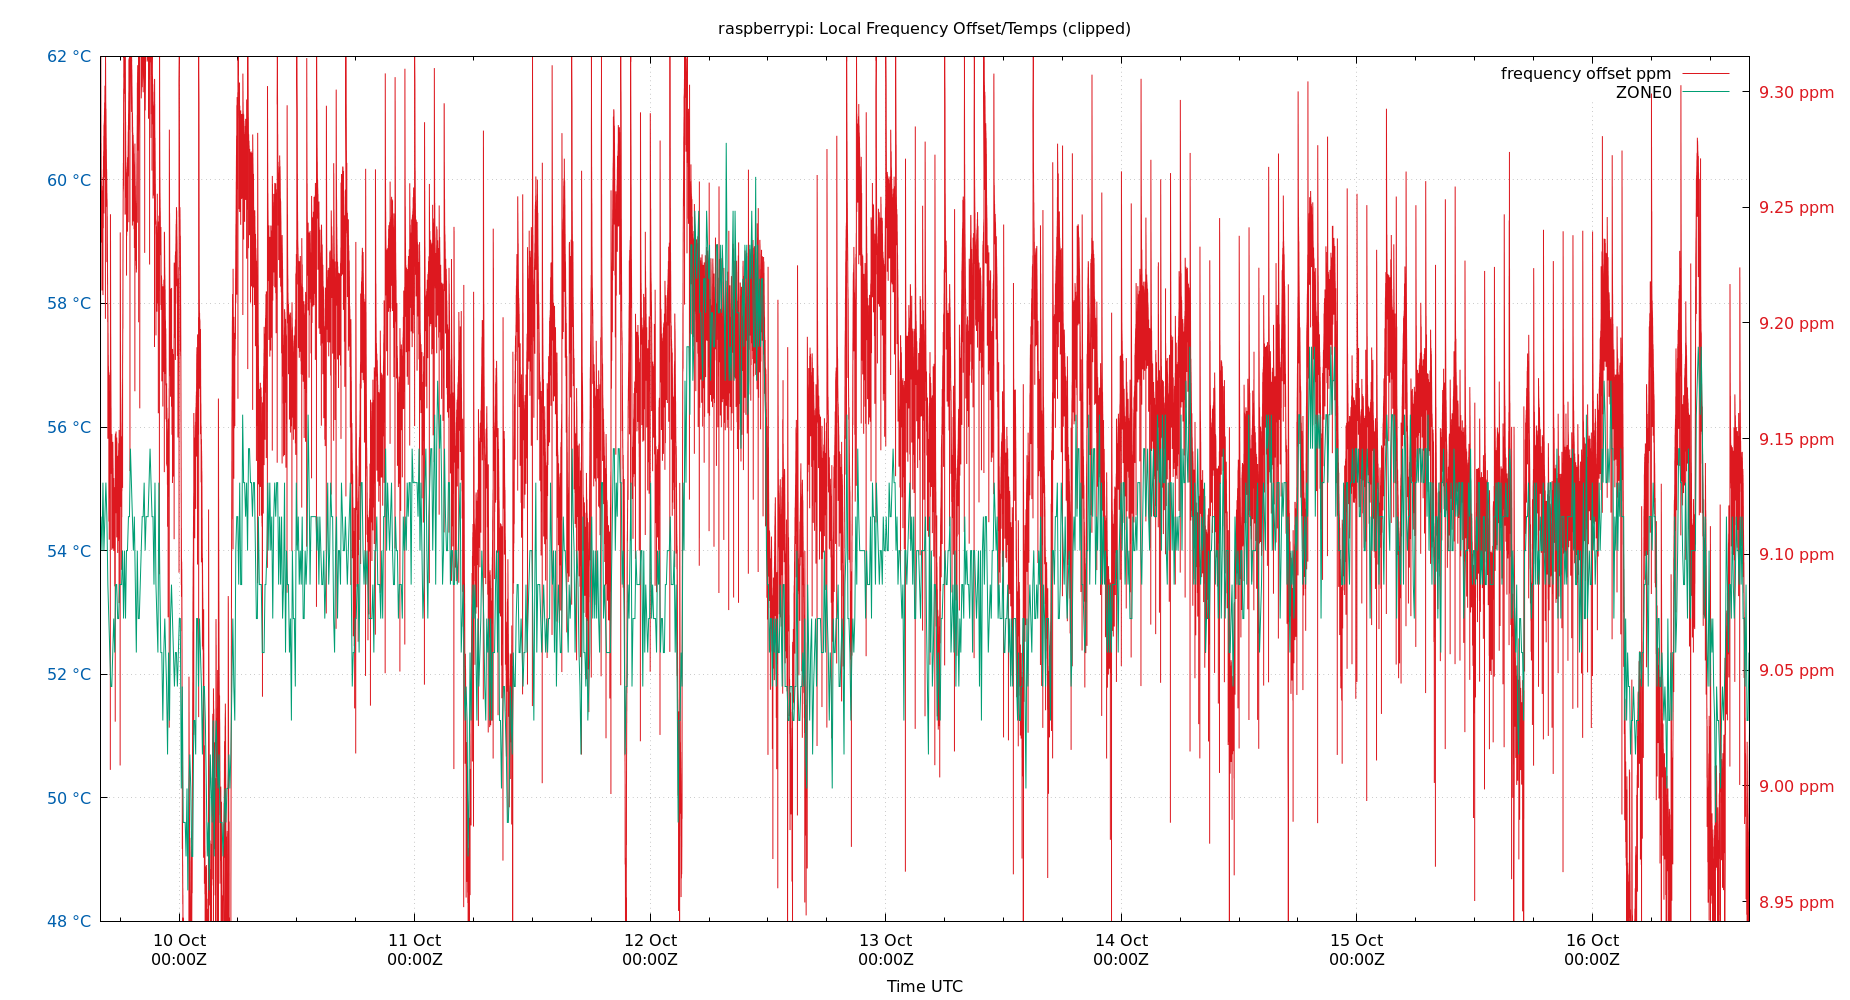 raspberrypi: Local Frequency Offset/Temps (clipped)
frequency offset ppm
ZONE0
62 °C
60 °C
58 °C
56 °C
54 °C
52 °C
50 °C
48 °C
9.30 ppm
9.25 ppm
9.20 ppm
9.15 ppm
9.10 ppm
9.05 ppm
9.00 ppm
8.95 ppm
10 Oct 11 Oct 12 Oct 13 Oct 14 Oct 15 Oct 16 Oct
00:00Z 00:00Z 00:00Z 00:00Z 00:00Z 00:00Z 00:00Z
Time UTC